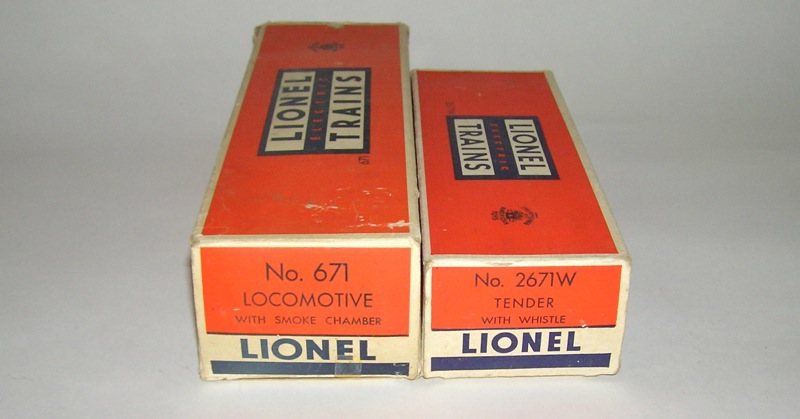 LIONEL
ELECTRIC
TRAINS
671
No. 671
LOCOMOTIVE
WITH SMOKE CHAMBER
LIONEL
LIONEL
ELECTRIC
TRAINS
No. 2671W
TENDER
WITH WHISTLE
LIONEL